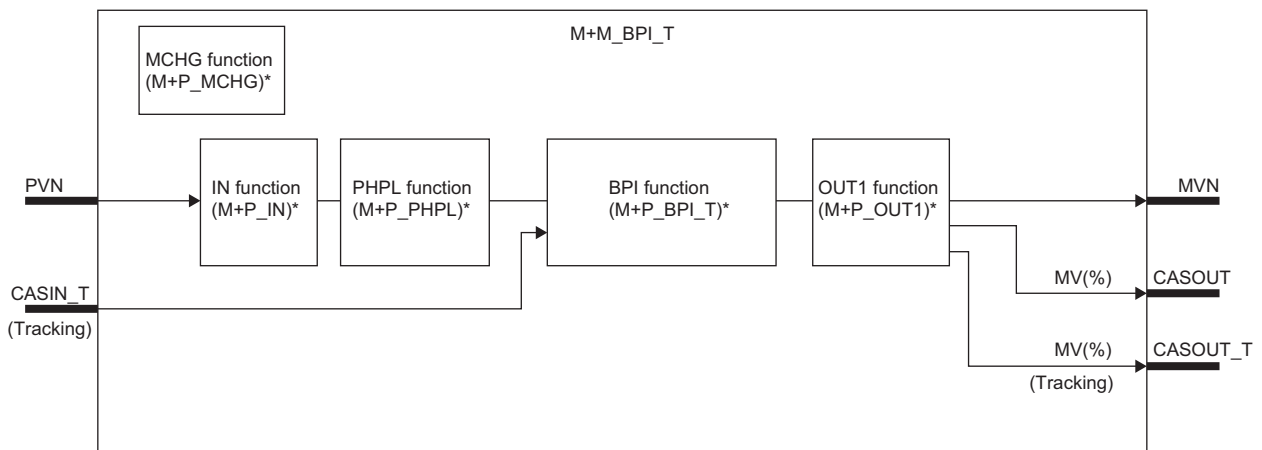 M+M_BPI_T
MCHG function
(M+P_MCHG)*
PVN
IN function
(M+P_IN)*
PHPL function
(M+P_PHPL)*
BPI function
(M+P_BPI_T)*
OUT1 function
(M+P_OUT1)*
MVN
CASIN_T
(Tracking)
MV(%)
CASOUT
MV(%)
(Tracking)
CASOUT_T